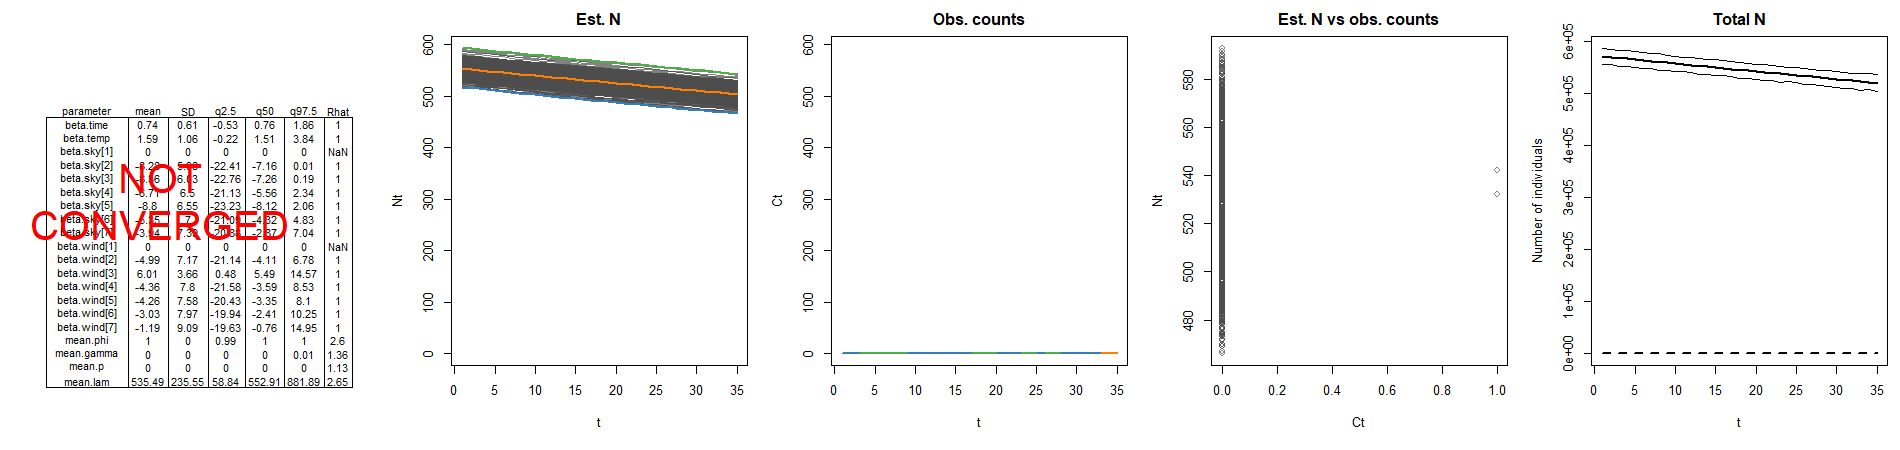 parameter mean SD q2.5 q50 q97.5 Rhat
beta.time 0.74 0.61 -0.53 0.76 1.86 1
beta.temp 1.59 1.06 -0.22 1.51 3.84 1
beta.sky[1] 0 0 0 0 0 NaN
beta.sky[2] -22.41 -7.16 0.01 1
beta.sky[3] -22.76 -7.26 0.19 1
beta.sky[4] -21.13 -5.56 2.34 1
beta.sky[5] -8.8 6.55 -23.23 -8.12 2.06 1
beta.sky[6] 4.83 1
beta.sky[7] 7.04 1
NOT
CONVERGED
beta.wind[1] 0 0 0 0 0 NaN
beta.wind[2] -4.99 7.17 -21.14 -4.11 6.78 1
beta.wind[3] 6.01 3.66 0.48 5.49 14.57 1
beta.wind[4] -4.36 7.8 -21.58 -3.59 8.53 1
beta.wind[5] -4.26 7.58 -20.43 -3.35 8.1 1
beta.wind[6] -3.03 7.97 -19.94 -2.41 10.25 1
beta.wind[7] -1.19 9.09 -19.63 -0.76 14.95 1
mean.phi 1 0 0.99 1 1 2.6
mean.gamma 0 0 0 0 0.01 1.36
mean.p 0 0 0 0 0 1.13
mean.lam 535.49 235.55 58.84 552.91 881.89 2.65
Est. N
Nt
600
500
400
300
200
100
0
0 5 10 15 20 25 30 35
t
Obs. counts
Ct
600
500
400
300
200
100
0
0 5 10 15 20 25 30 35
t
Est. N vs obs. counts
Nt
580
560
540
520
500
480
0.0 0.2 0.4 0.6 0.8 1.0
Ct
Total N
Number of individuals
6e+05
5e+05
4e+05
3e+05
2e+05
1e+05
0e+00
0 5 10 15 20 25 30 35
t